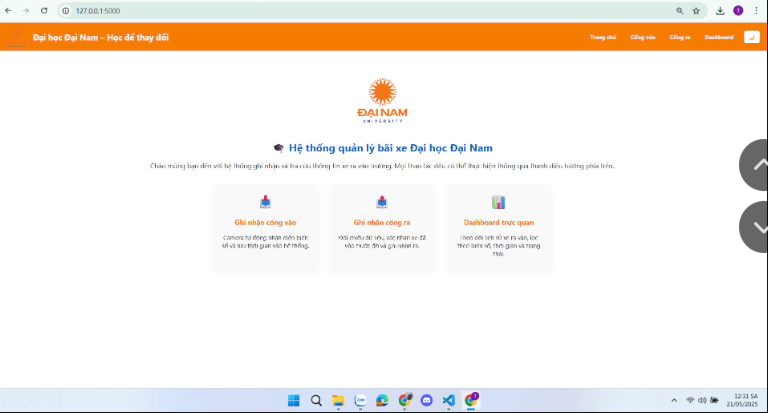 127.0.0.1:5000
T
Đại học Đại Nam – Học để thay đổi
Trang chủ
Cổng vào
Cổng ra
Dashboard
ĐẠI NAM
UNIVERSITY
Hệ thống quản lý bãi xe Đại học Đại Nam
Chào mừng bạn đến với hệ thống ghi nhận và tra cứu thông tin xe ra vào trường. Mọi thao tác đều có thể thực hiện thông qua thanh điều hướng phía trên.
Ghi nhận cổng vào
Camera tự động nhận diện biển
số và lưu thời gian vào hệ thống.
Ghi nhận cổng ra
Đối chiếu dữ liệu, xác nhận xe đã
vào trước đó và ghi nhận ra.
Dashboard trực quan
Theo dõi lịch sử xe ra vào, lọc
theo biển số, thời gian và trạng
thái.
Zalo
12:31 SA
21/05/2025